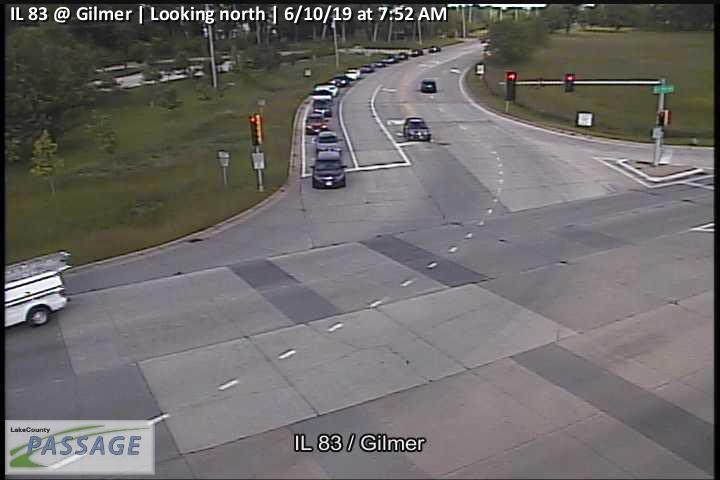 IL 83 @ Gilmer | Looking north | 6/10/19 at 7:52 AM
IL 83 / Gilmer
LakeCounty
PASSAGE